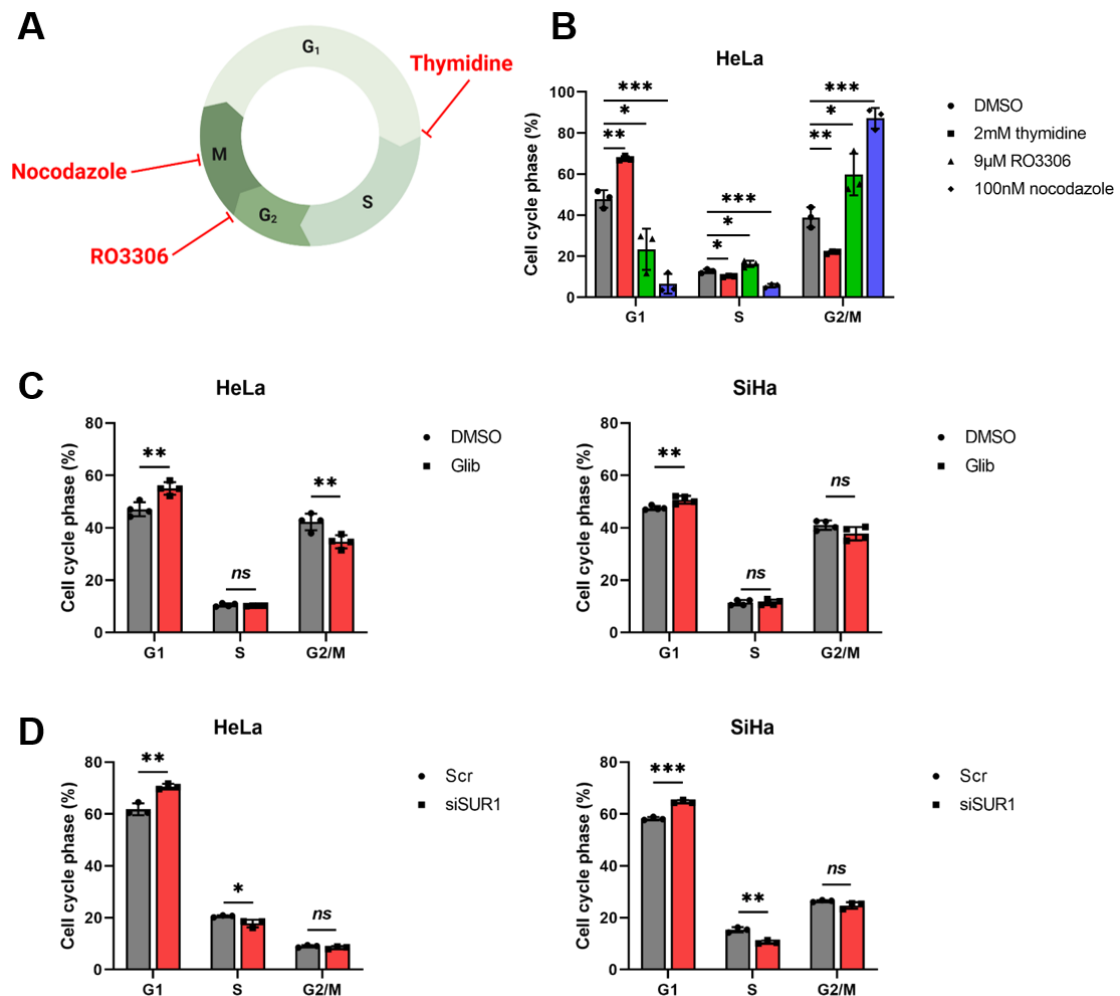 A
G₁
Thymidine
Nocodazole
M
S
G₂
RO3306
B
HeLa
*** * ** *** * * *** * **
Cell cycle phase (%)
100
80
60
40
20
0
G1 S G2/M
DMSO
2mM thymidine
9µM RO3306
100nM nocodazole
C
HeLa
** ns **
Cell cycle phase (%)
80
60
40
20
0
G1 S G2/M
DMSO
Glib
SiHa
** ns ns
Cell cycle phase (%)
80
60
40
20
0
G1 S G2/M
DMSO
Glib
D
HeLa
** * ns
Cell cycle phase (%)
80
60
40
20
0
G1 S G2/M
Scr
siSUR1
SiHa
*** ** ns
Cell cycle phase (%)
80
60
40
20
0
G1 S G2/M
Scr
siSUR1